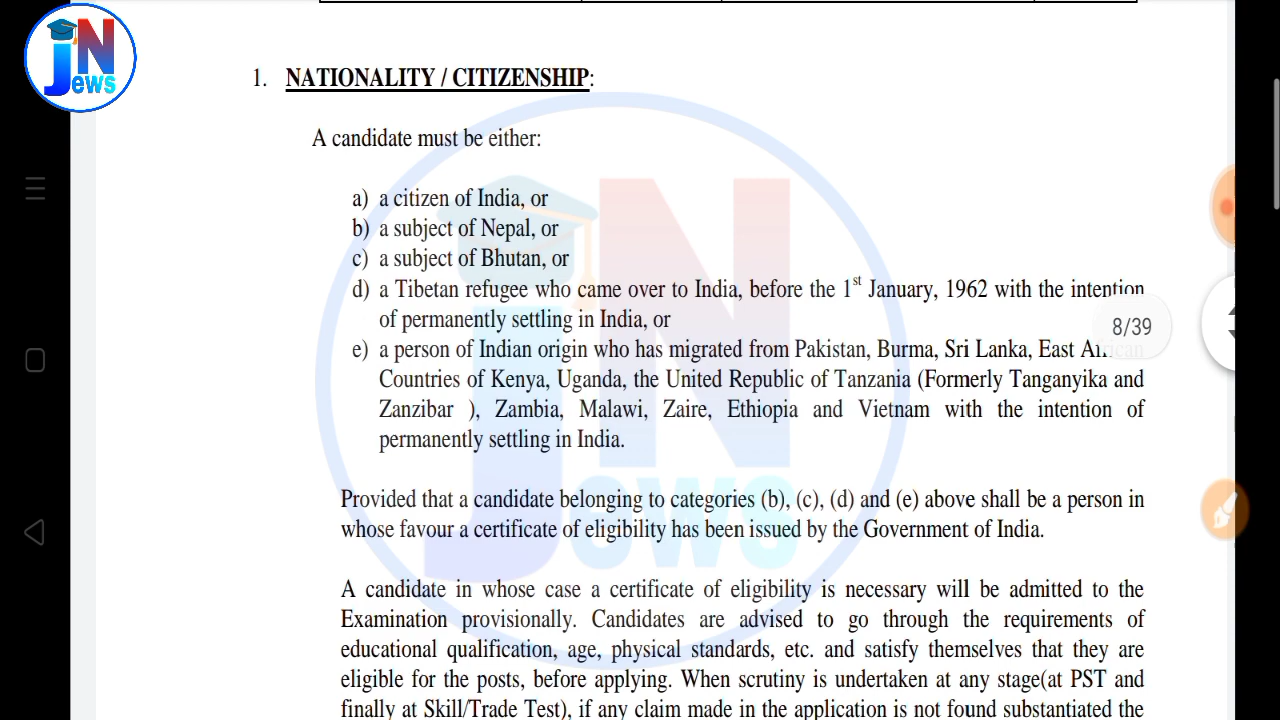 jN
ews
1. NATIONALITY / CITIZENSHIP:
A candidate must be either:
a) a citizen of India, or
b) a subject of Nepal, or
c) a subject of Bhutan, or
d) a Tibetan refugee who came over to India, before the 1st January, 1962 with the intention
of permanently settling in India, or
8/39
e) a person of Indian origin who has migrated from Pakistan, Burma, Sri Lanka, East African
Countries of Kenya, Uganda, the United Republic of Tanzania (Formerly Tanganyika and
Zanzibar ), Zambia, Malawi, Zaire, Ethiopia and Vietnam with the intention of
permanently settling in India.
Provided that a candidate belonging to categories (b), (c), (d) and (e) above shall be a person in
whose favour a certificate of eligibility has been issued by the Government of India.
A candidate in whose case a certificate of eligibility is necessary will be admitted to the
Examination provisionally. Candidates are advised to go through the requirements of
educational qualification, age, physical standards, etc. and satisfy themselves that they are
eligible for the posts, before applying. When scrutiny is undertaken at any stage(at PST and
finally at Skill/Trade Test), if any claim made in the application is not found substantiated the
jN
ews